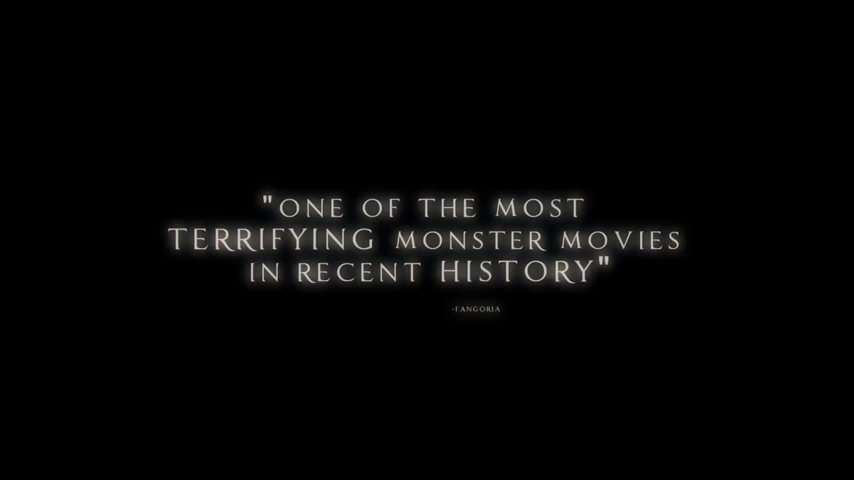 "ONE OF THE MOST
TERRIFYING MONSTER MOVIES
IN RECENT HISTORY"
-FANGORIA